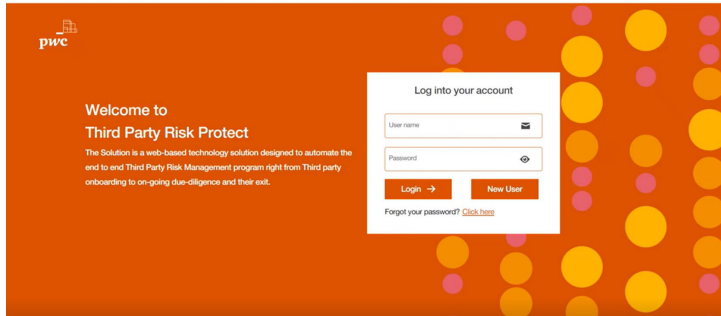 pwc
Welcome to
Third Party Risk Protect
The Solution is a web-based technology solution designed to automate the
end to end Third Party Risk Management program right from Third party
onboarding to on-going due-diligence and their exit.
Log into your account
User name
Password
Login →
New User
Forgot your password? Click here